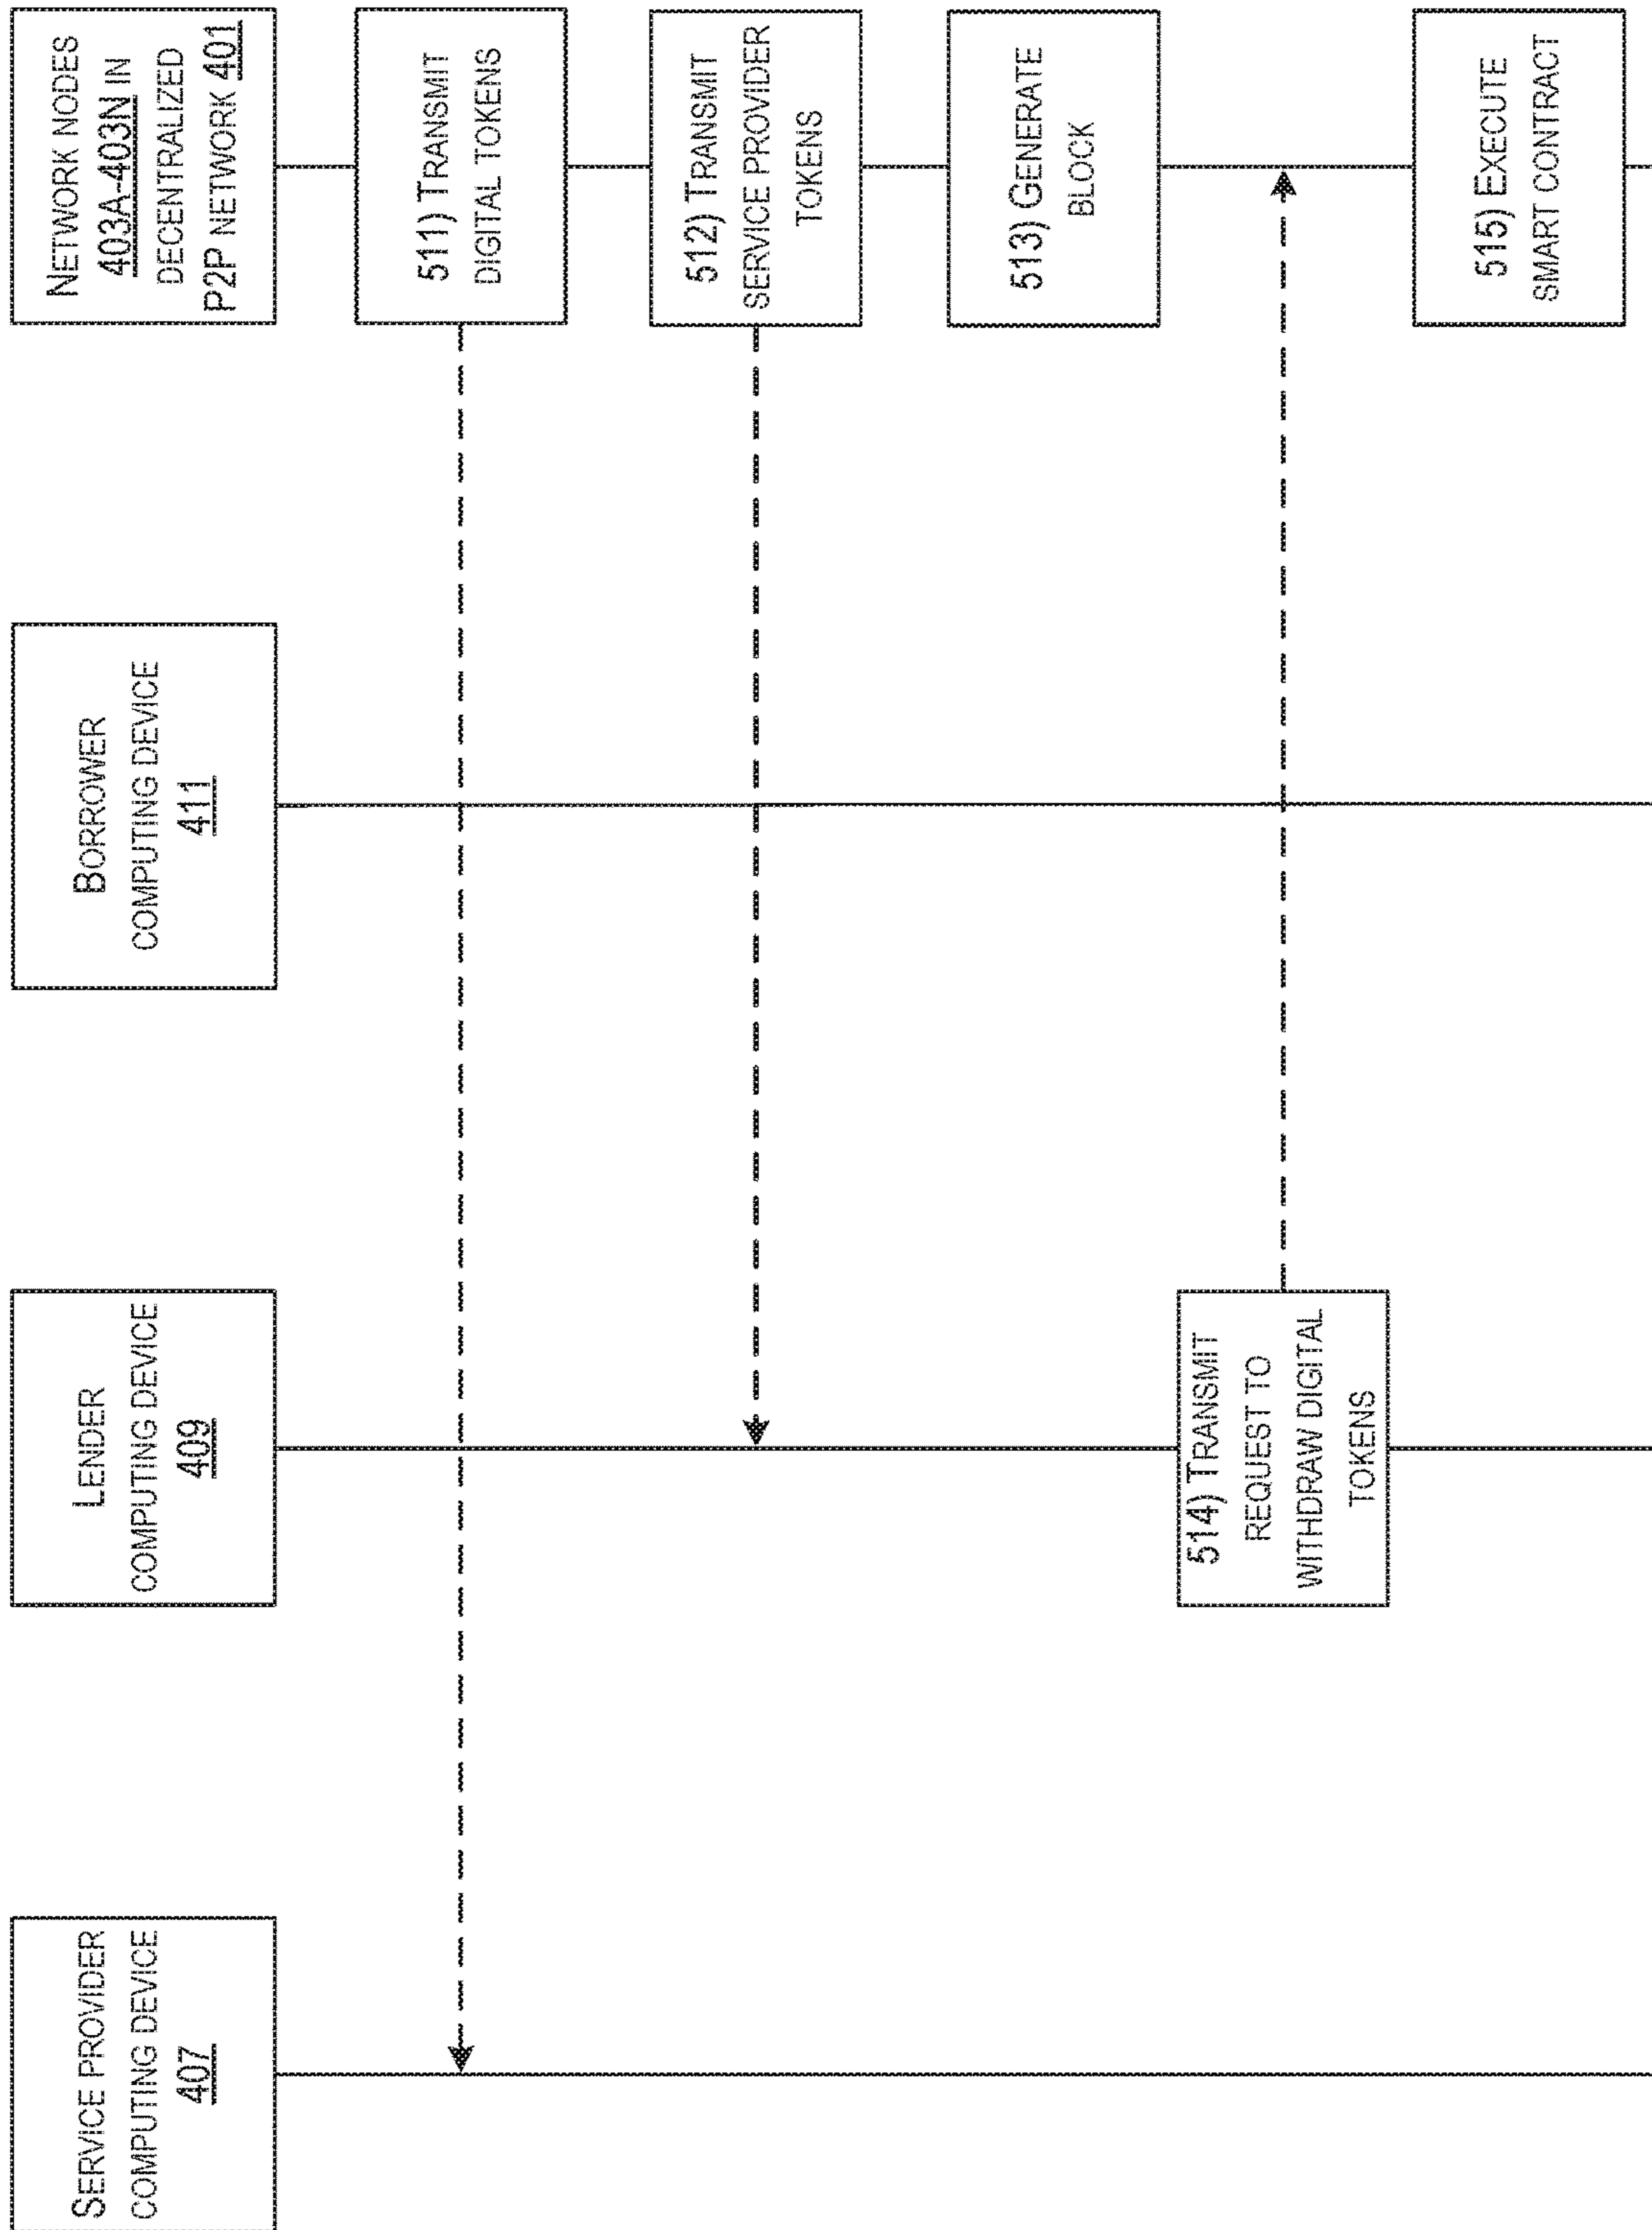 SERVICE PROVIDER
COMPUTING DEVICE
407
LENDER
COMPUTING DEVICE
409
BORROWER
COMPUTING DEVICE
411
NETWORK NODES
403A-403N IN
DECENTRALIZED
P2P NETWORK 401
511) TRANSMIT
DIGITAL TOKENS
512) TRANSMIT
SERVICE PROVIDER
TOKENS
513) GENERATE
BLOCK
514) TRANSMIT
REQUEST TO
WITHDRAW DIGITAL
TOKENS
515) EXECUTE
SMART CONTRACT